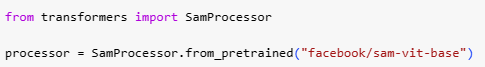 from transformers import SamProcessor
processor = SamProcessor.from_pretrained("facebook/sam-vit-base")